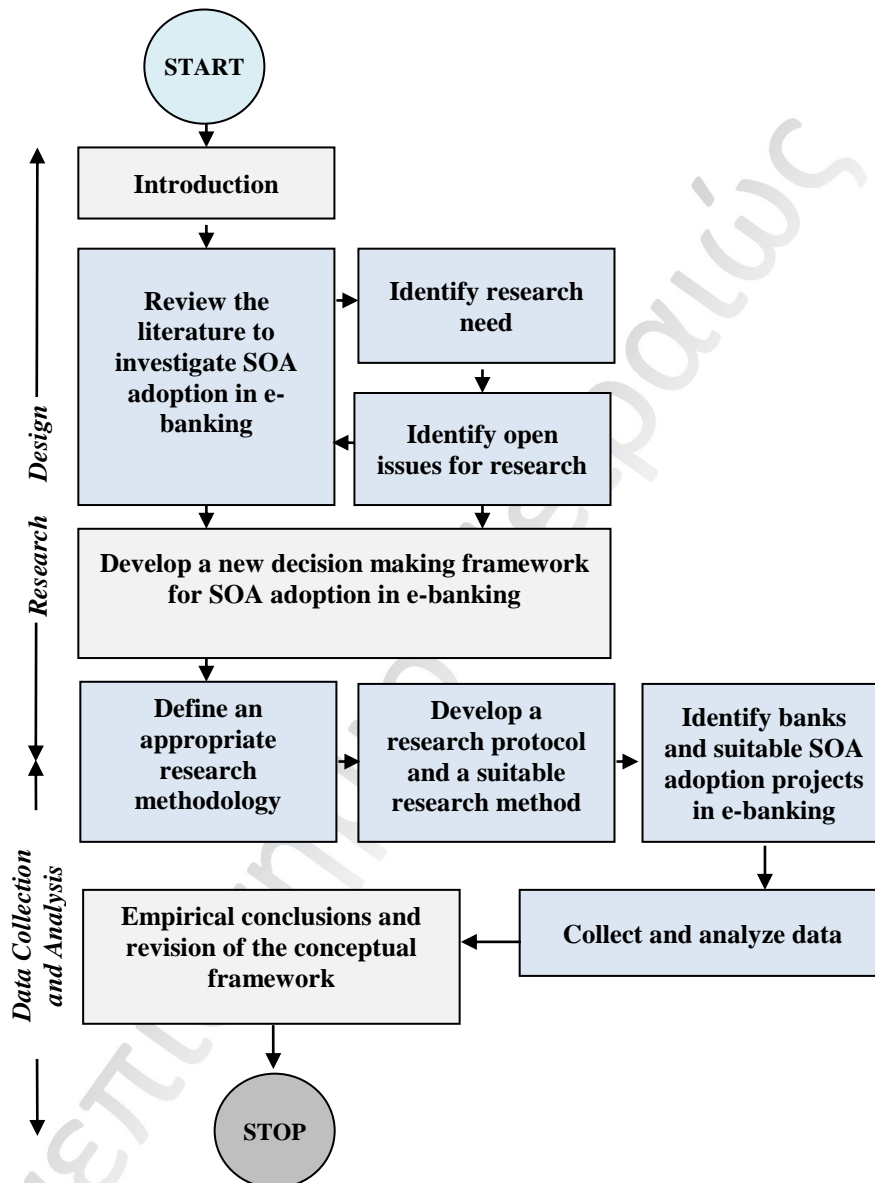 START
Introduction
Review the
literature to
investigate SOA
adoption in e-
banking
Identify research
need
Identify open
issues for research
Develop a new decision making framework
for SOA adoption in e-banking
Define an
appropriate
research
methodology
Develop a
research protocol
and a suitable
research method
Identify banks
and suitable SOA
adoption projects
in e-banking
Collect and analyze data
Empirical conclusions and
revision of the conceptual
framework
STOP
Research Design
Data Collection
and Analysis